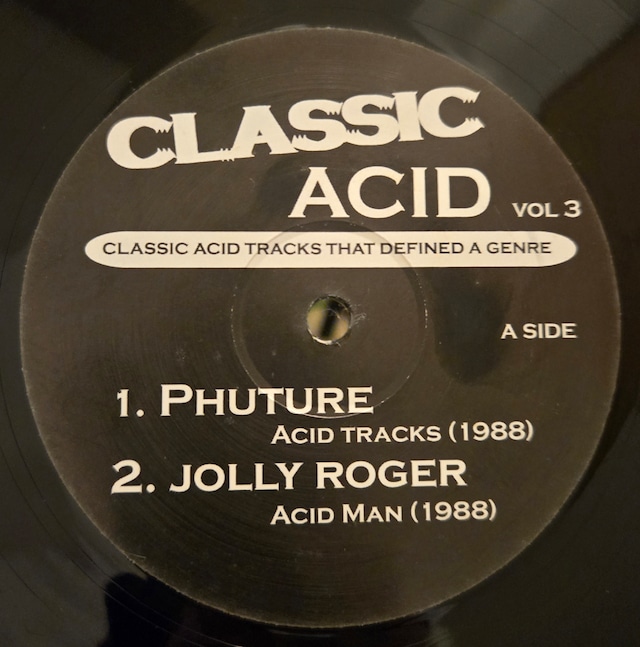 CLASSIC
ACID VOL 3
CLASSIC ACID TRACKS THAT DEFINED A GENRE
A SIDE
1. PHUTURE
ACID TRACKS (1988)
2. JOLLY ROGER
ACID MAN (1988)